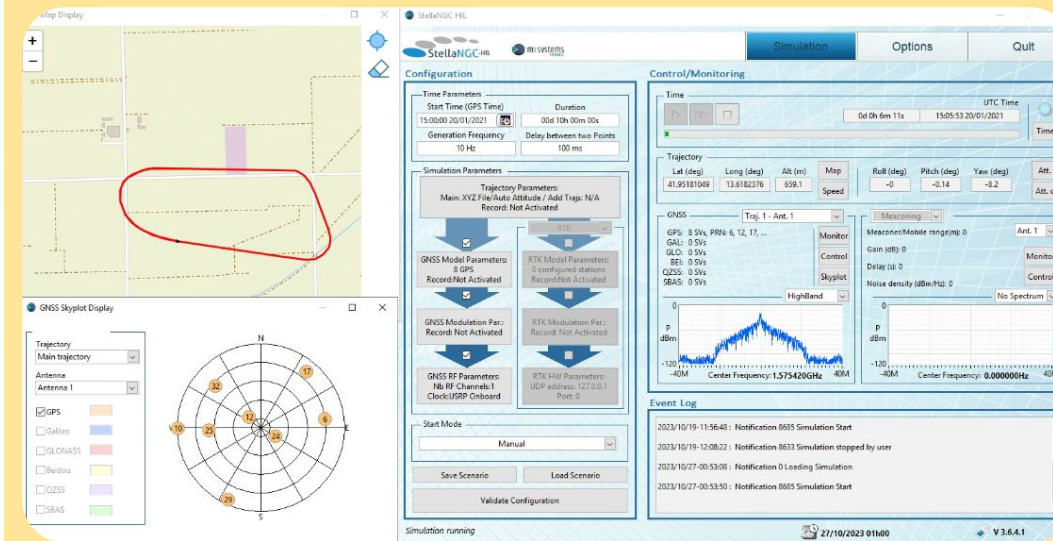 Map Display
+
−
GNSS Skyplot Display
Trajectory
Main trajectory
Antenna
Antenna 1
GPS
Galileo
GLONASS
Beidou
QZSS
SBAS
N
17
32
12
6
10
25
24
E
29
S
StellaNGC HIL
StellaNGC-HIL
m3systems
FRANCE
Simulation
Options
Quit
Configuration
Time Parameters
Start Time (GPS Time)
Duration
15:00:00 20/01/2021
00d 10h 00m 00s
Generation Frequency
Delay between two Points
10 Hz
100 ms
Simulation Parameters
Trajectory
Parameters:
Main: XYZ File/Auto
Attitude / Add Trajs: N/A
Record: Not Activated
RTK
GNSS Model Parameters:
8 GPS
Record:Not Activated
RTK Model Parameters:
0 configured stations
Record:Not Activated
GNSS Modulation Par.:
Record: Not Activated
RTK Modulation Par.:
Record: Not Activated
GNSS RF Parameters:
Nb RF Channels:1
Clock:USRP Onboard
RTK HW Parameters:
UDP address: 127.0.0.1
Port: 0
Start Mode
Manual
Save Scenario
Load Scenario
Validate Configuration
Simulation running
Control/Monitoring
Time
UTC Time
0d 0h 6m 11s
15:05:53 20/01/2021
Time
Trajectory
Lat (deg)
Long (deg)
Alt (m)
Map
Roll (deg)
Pitch (deg)
Yaw (deg)
Att.
41.95181049
13.6182376
659.1
Speed
-0
-0.14
-8.2
Att. c
GNSS
Traj. 1 - Ant. 1
GPS: 8 SVs, PRN: 6, 12, 17, ...
GAL: 0 SVs
GLO: 0 SVs
BEI: 0 SVs
QZSS: 0 SVs
SBAS: 0 SVs
Monitor
Control
Skyplot
HighBand
0
P
dBm
-120
-40M
Center Frequency: 1.575420GHz
40M
Meaconing
Meaconer/Mobile range(m): 0
Ant. 1
Gain (dB): 0
Monitor
Delay (s): 0
Control
Noise density (dBm/Hz): 0
No Spectrum
0
P
dBm
-120
-40M
Center Frequency: 0.000000Hz
40
Event Log
2023/10/19-11:56:48 : Notification 8685 Simulation Start
2023/10/19-12:08:22 : Notification 8633 Simulation stopped by user
2023/10/27-00:53:08 : Notification 0 Loading Simulation
2023/10/27-00:53:50 : Notification 8685 Simulation Start
27/10/2023 01h00
V 3.6.4.1